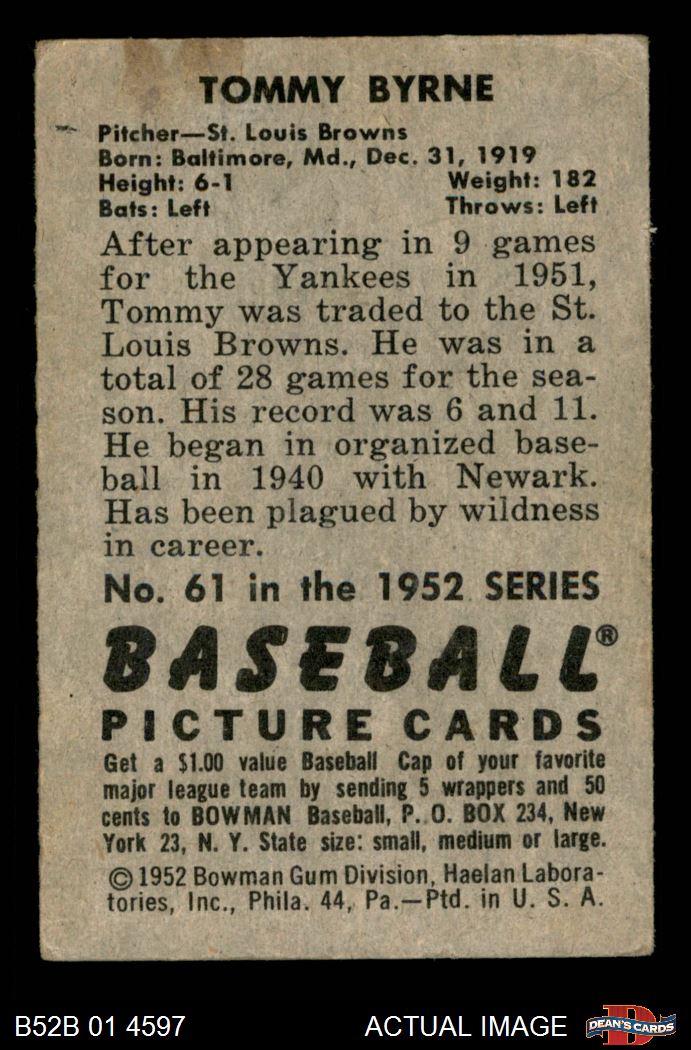 TOMMY BYRNE
Pitcher—St. Louis Browns
Born: Baltimore, Md., Dec. 31, 1919
Height: 6-1 Weight: 182
Bats: Left Throws: Left
After appearing in 9 games
for the Yankees in 1951,
Tommy was traded to the St.
Louis Browns. He was in a
total of 28 games for the sea-
son. His record was 6 and 11.
He began in organized base-
ball in 1940 with Newark.
Has been plagued by wildness
in career.
No. 61 in the 1952 SERIES
BASEBALL®
PICTURE CARDS
Get a $1.00 value Baseball Cap of your favorite
major league team by sending 5 wrappers and 50
cents to BOWMAN Baseball, P. O. BOX 234, New
York 23, N. Y. State size: small, medium or large.
©1952 Bowman Gum Division, Haelan Labora-
tories, Inc., Phila. 44, Pa.—Ptd. in U. S. A.
B52B 01 4597 ACTUAL IMAGE D DEAN'S CARDS